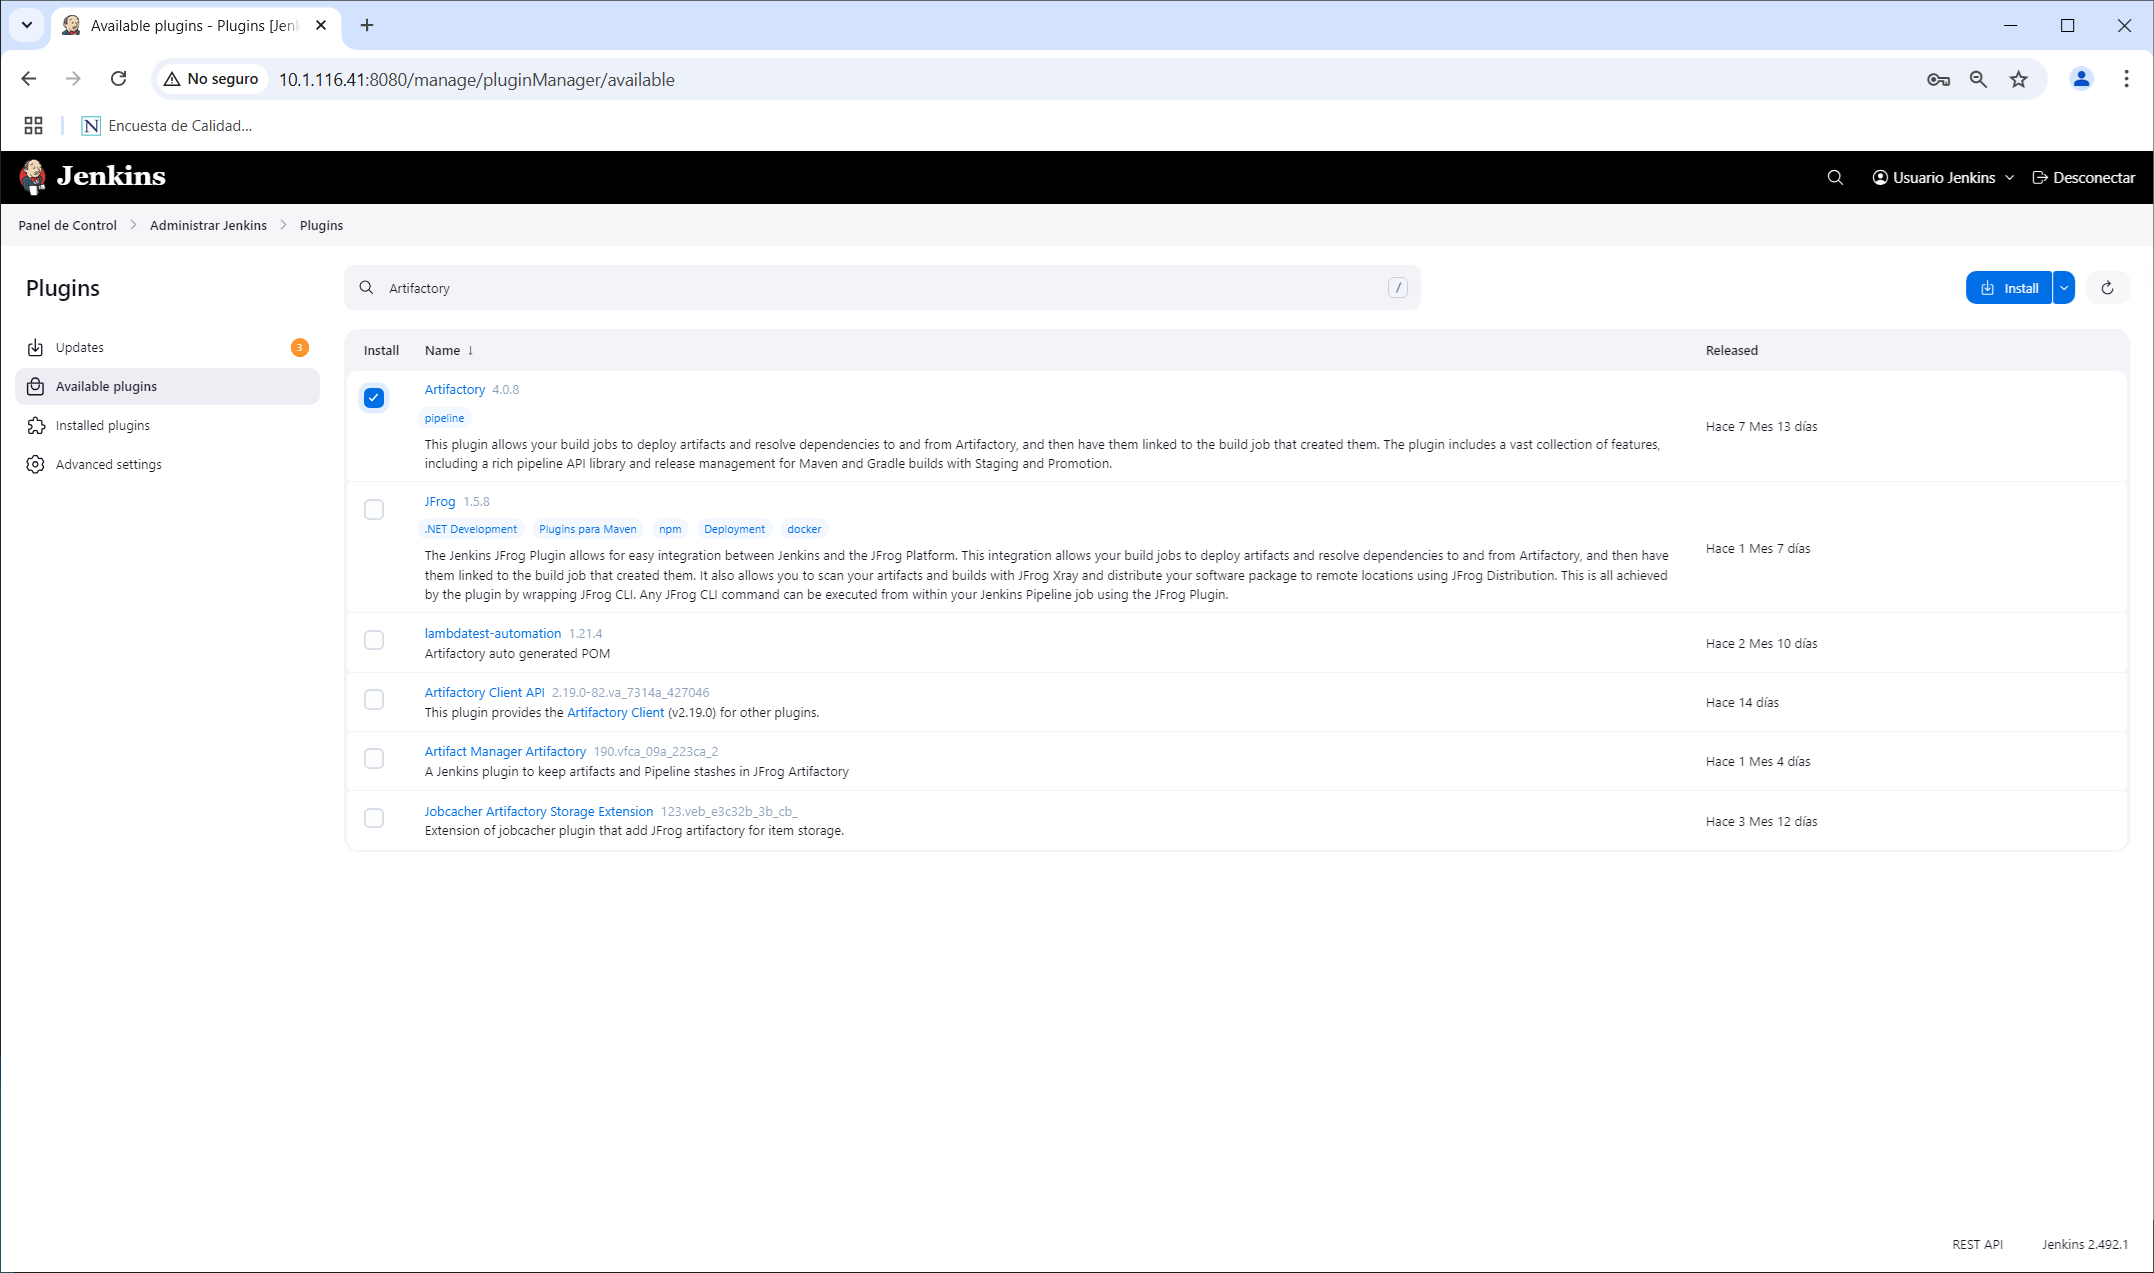 Available plugins - Plugins [Jenk
No seguro
10.1.116.41:8080/manage/pluginManager/available
Encuesta de Calidad...
Jenkins
Usuario Jenkins
Desconectar
Panel de Control
Administrar Jenkins
Plugins
Plugins
Artifactory
/
Install
Updates
3
Available plugins
Installed plugins
Advanced settings
Install
Name ↓
Released
Artifactory 4.0.8
pipeline
This plugin allows your build jobs to deploy artifacts and resolve dependencies to and from Artifactory, and then have them linked to the build job that created them. The plugin includes a vast collection of features,
including a rich pipeline API library and release management for Maven and Gradle builds with Staging and Promotion.
Hace 7 Mes 13 días
JFrog 1.5.8
.NET Development
Plugins para Maven
npm
Deployment
docker
The Jenkins JFrog Plugin allows for easy integration between Jenkins and the JFrog Platform. This integration allows your build jobs to deploy artifacts and resolve dependencies to and from Artifactory, and then have
them linked to the build job that created them. It also allows you to scan your artifacts and builds with JFrog Xray and distribute your software package to remote locations using JFrog Distribution. This is all achieved
by the plugin by wrapping JFrog CLI. Any JFrog CLI command can be executed from within your Jenkins Pipeline job using the JFrog Plugin.
Hace 1 Mes 7 días
lambdatest-automation 1.21.4
Artifactory auto generated POM
Hace 2 Mes 10 días
Artifactory Client API 2.19.0-82.va_7314a_427046
This plugin provides the Artifactory Client (v2.19.0) for other plugins.
Hace 14 días
Artifact Manager Artifactory 190.vfca_09a_223ca_2
A Jenkins plugin to keep artifacts and Pipeline stashes in JFrog Artifactory
Hace 1 Mes 4 días
Jobcacher Artifactory Storage Extension 123.veb_e3c32b_3b_cb_
Extension of jobcacher plugin that add JFrog artifactory for item storage.
Hace 3 Mes 12 días
REST API
Jenkins 2.492.1